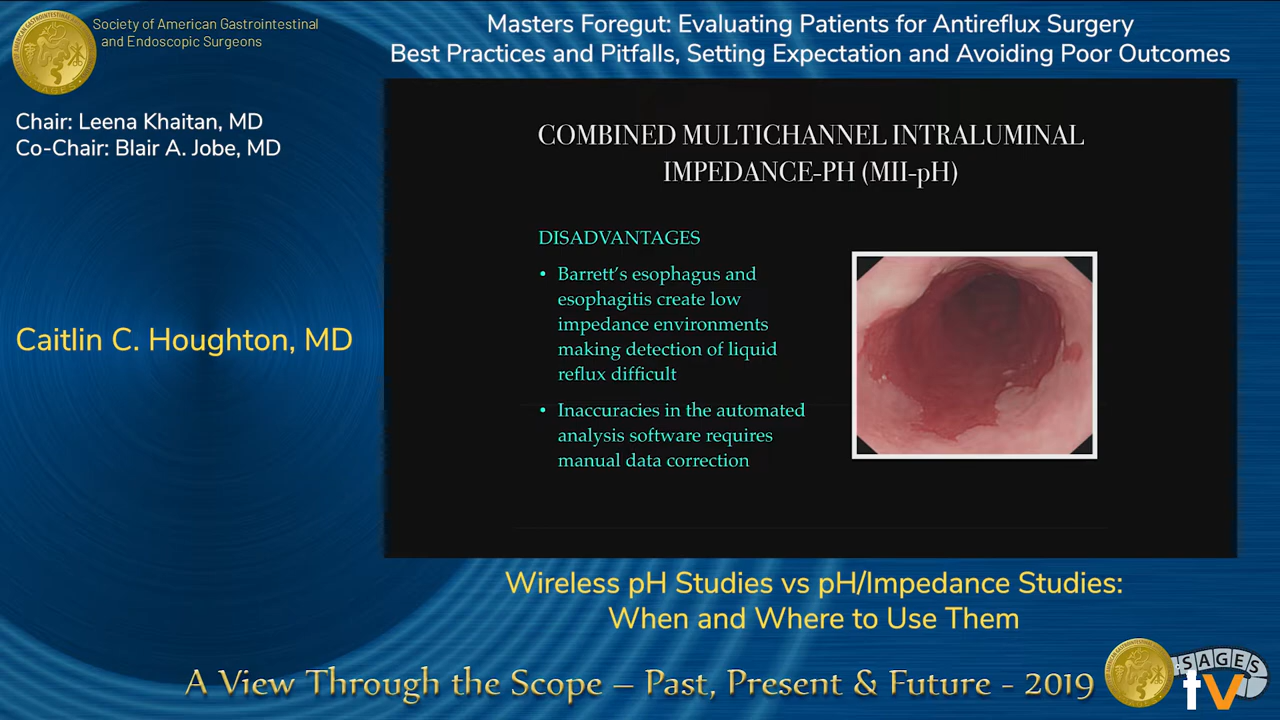 Society of American Gastrointestinal
and Endoscopic Surgeons
Masters Foregut: Evaluating Patients for Antireflux Surgery
Best Practices and Pitfalls, Setting Expectation and Avoiding Poor Outcomes
Chair: Leena Khaitan, MD
Co-Chair: Blair A. Jobe, MD
Caitlin C. Houghton, MD
COMBINED MULTICHANNEL INTRALUMINAL
IMPEDANCE-PH (MII-pH)
DISADVANTAGES
• Barrett's esophagus and
esophagitis create low
impedance environments
making detection of liquid
reflux difficult
• Inaccuracies in the automated
analysis software requires
manual data correction
Wireless pH Studies vs pH/Impedance Studies:
When and Where to Use Them
A View Through the Scope – Past, Present & Future - 2019
SAGES
tv